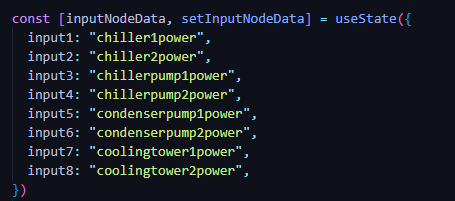 const [inputNodeData, setInputNodeData] = useState({
  input1: "chiller1power",
  input2: "chiller2power",
  input3: "chillerpump1power",
  input4: "chillerpump2power",
  input5: "condenserpump1power",
  input6: "condenserpump2power",
  input7: "coolingtower1power",
  input8: "coolingtower2power",
})